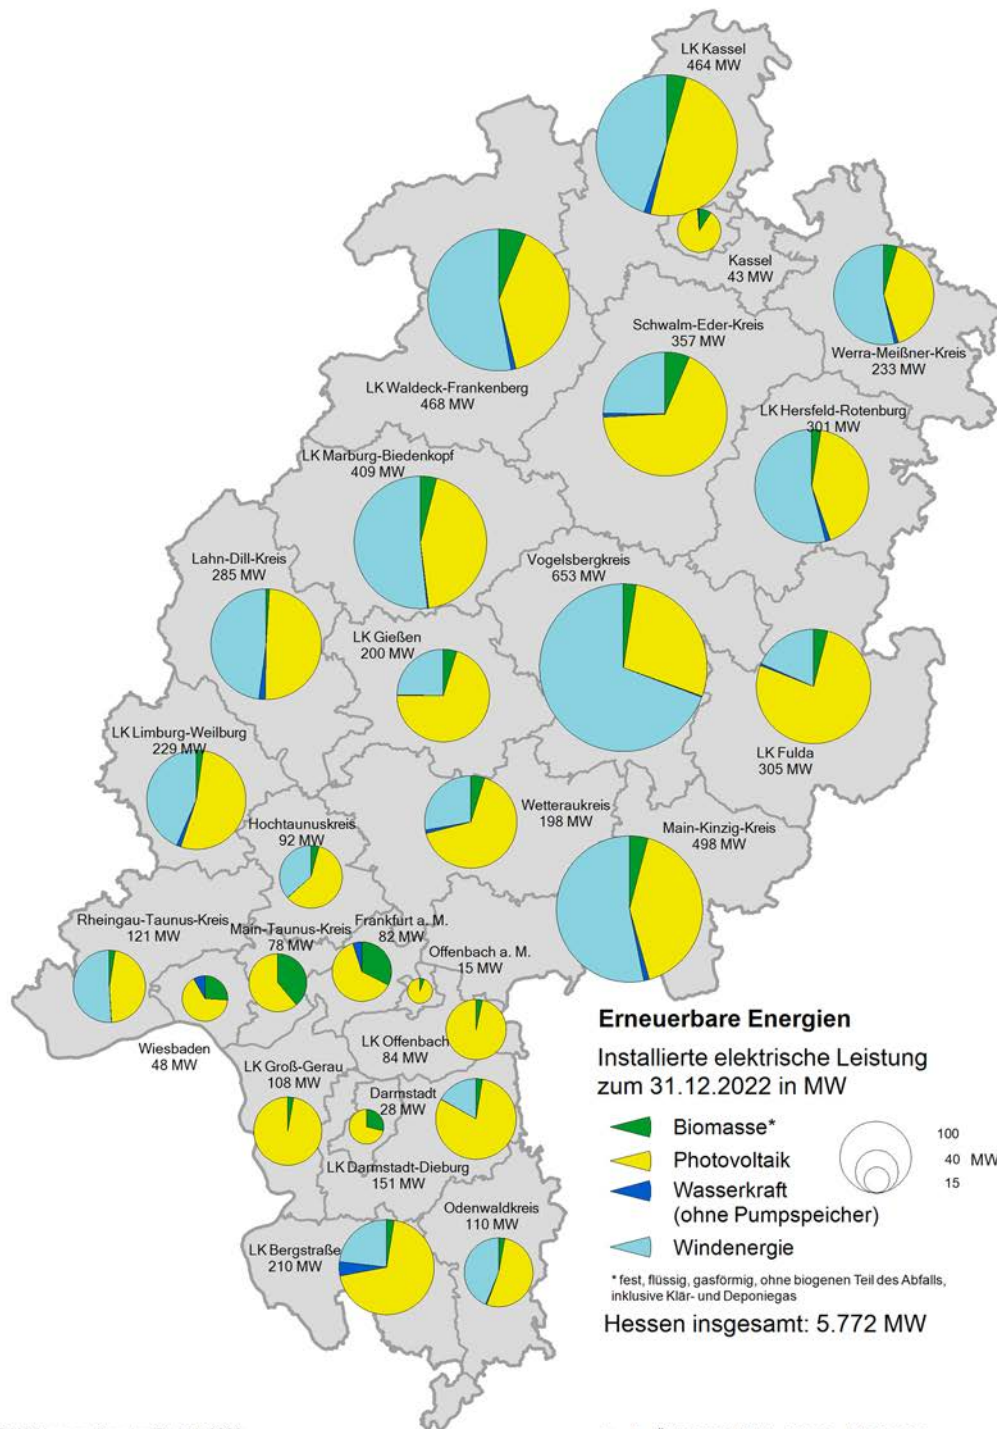 LK Kassel
464 MW
Kassel
43 MW
Schwalm-Eder-Kreis
357 MW
Werra-Meißner-Kreis
233 MW
LK Waldeck-Frankenberg
468 MW
LK Hersfeld-Rotenburg
301 MW
LK Marburg-Biedenkopf
409 MW
Lahn-Dill-Kreis
285 MW
Vogelsbergkreis
653 MW
LK Gießen
200 MW
LK Limburg-Weilburg
229 MW
LK Fulda
305 MW
Wetteraukreis
198 MW
Hochtaunuskreis
92 MW
Main-Kinzig-Kreis
498 MW
Rheingau-Taunus-Kreis
121 MW
Main-Taunus-Kreis
78 MW
Frankfurt a. M.
82 MW
Offenbach a. M.
15 MW
Wiesbaden
48 MW
LK Offenbach
84 MW
LK Groß-Gerau
108 MW
Darmstadt
28 MW
LK Darmstadt-Dieburg
151 MW
Odenwaldkreis
110 MW
LK Bergstraße
210 MW
Erneuerbare Energien
Installierte elektrische Leistung
zum 31.12.2022 in MW
Biomasse*
Photovoltaik
Wasserkraft
(ohne Pumpspeicher)
Windenergie
100
40 MW
15
* fest, flüssig, gasförmig, ohne biogenen Teil des Abfalls,
inklusive Klär- und Deponiegas
Hessen insgesamt: 5.772 MW